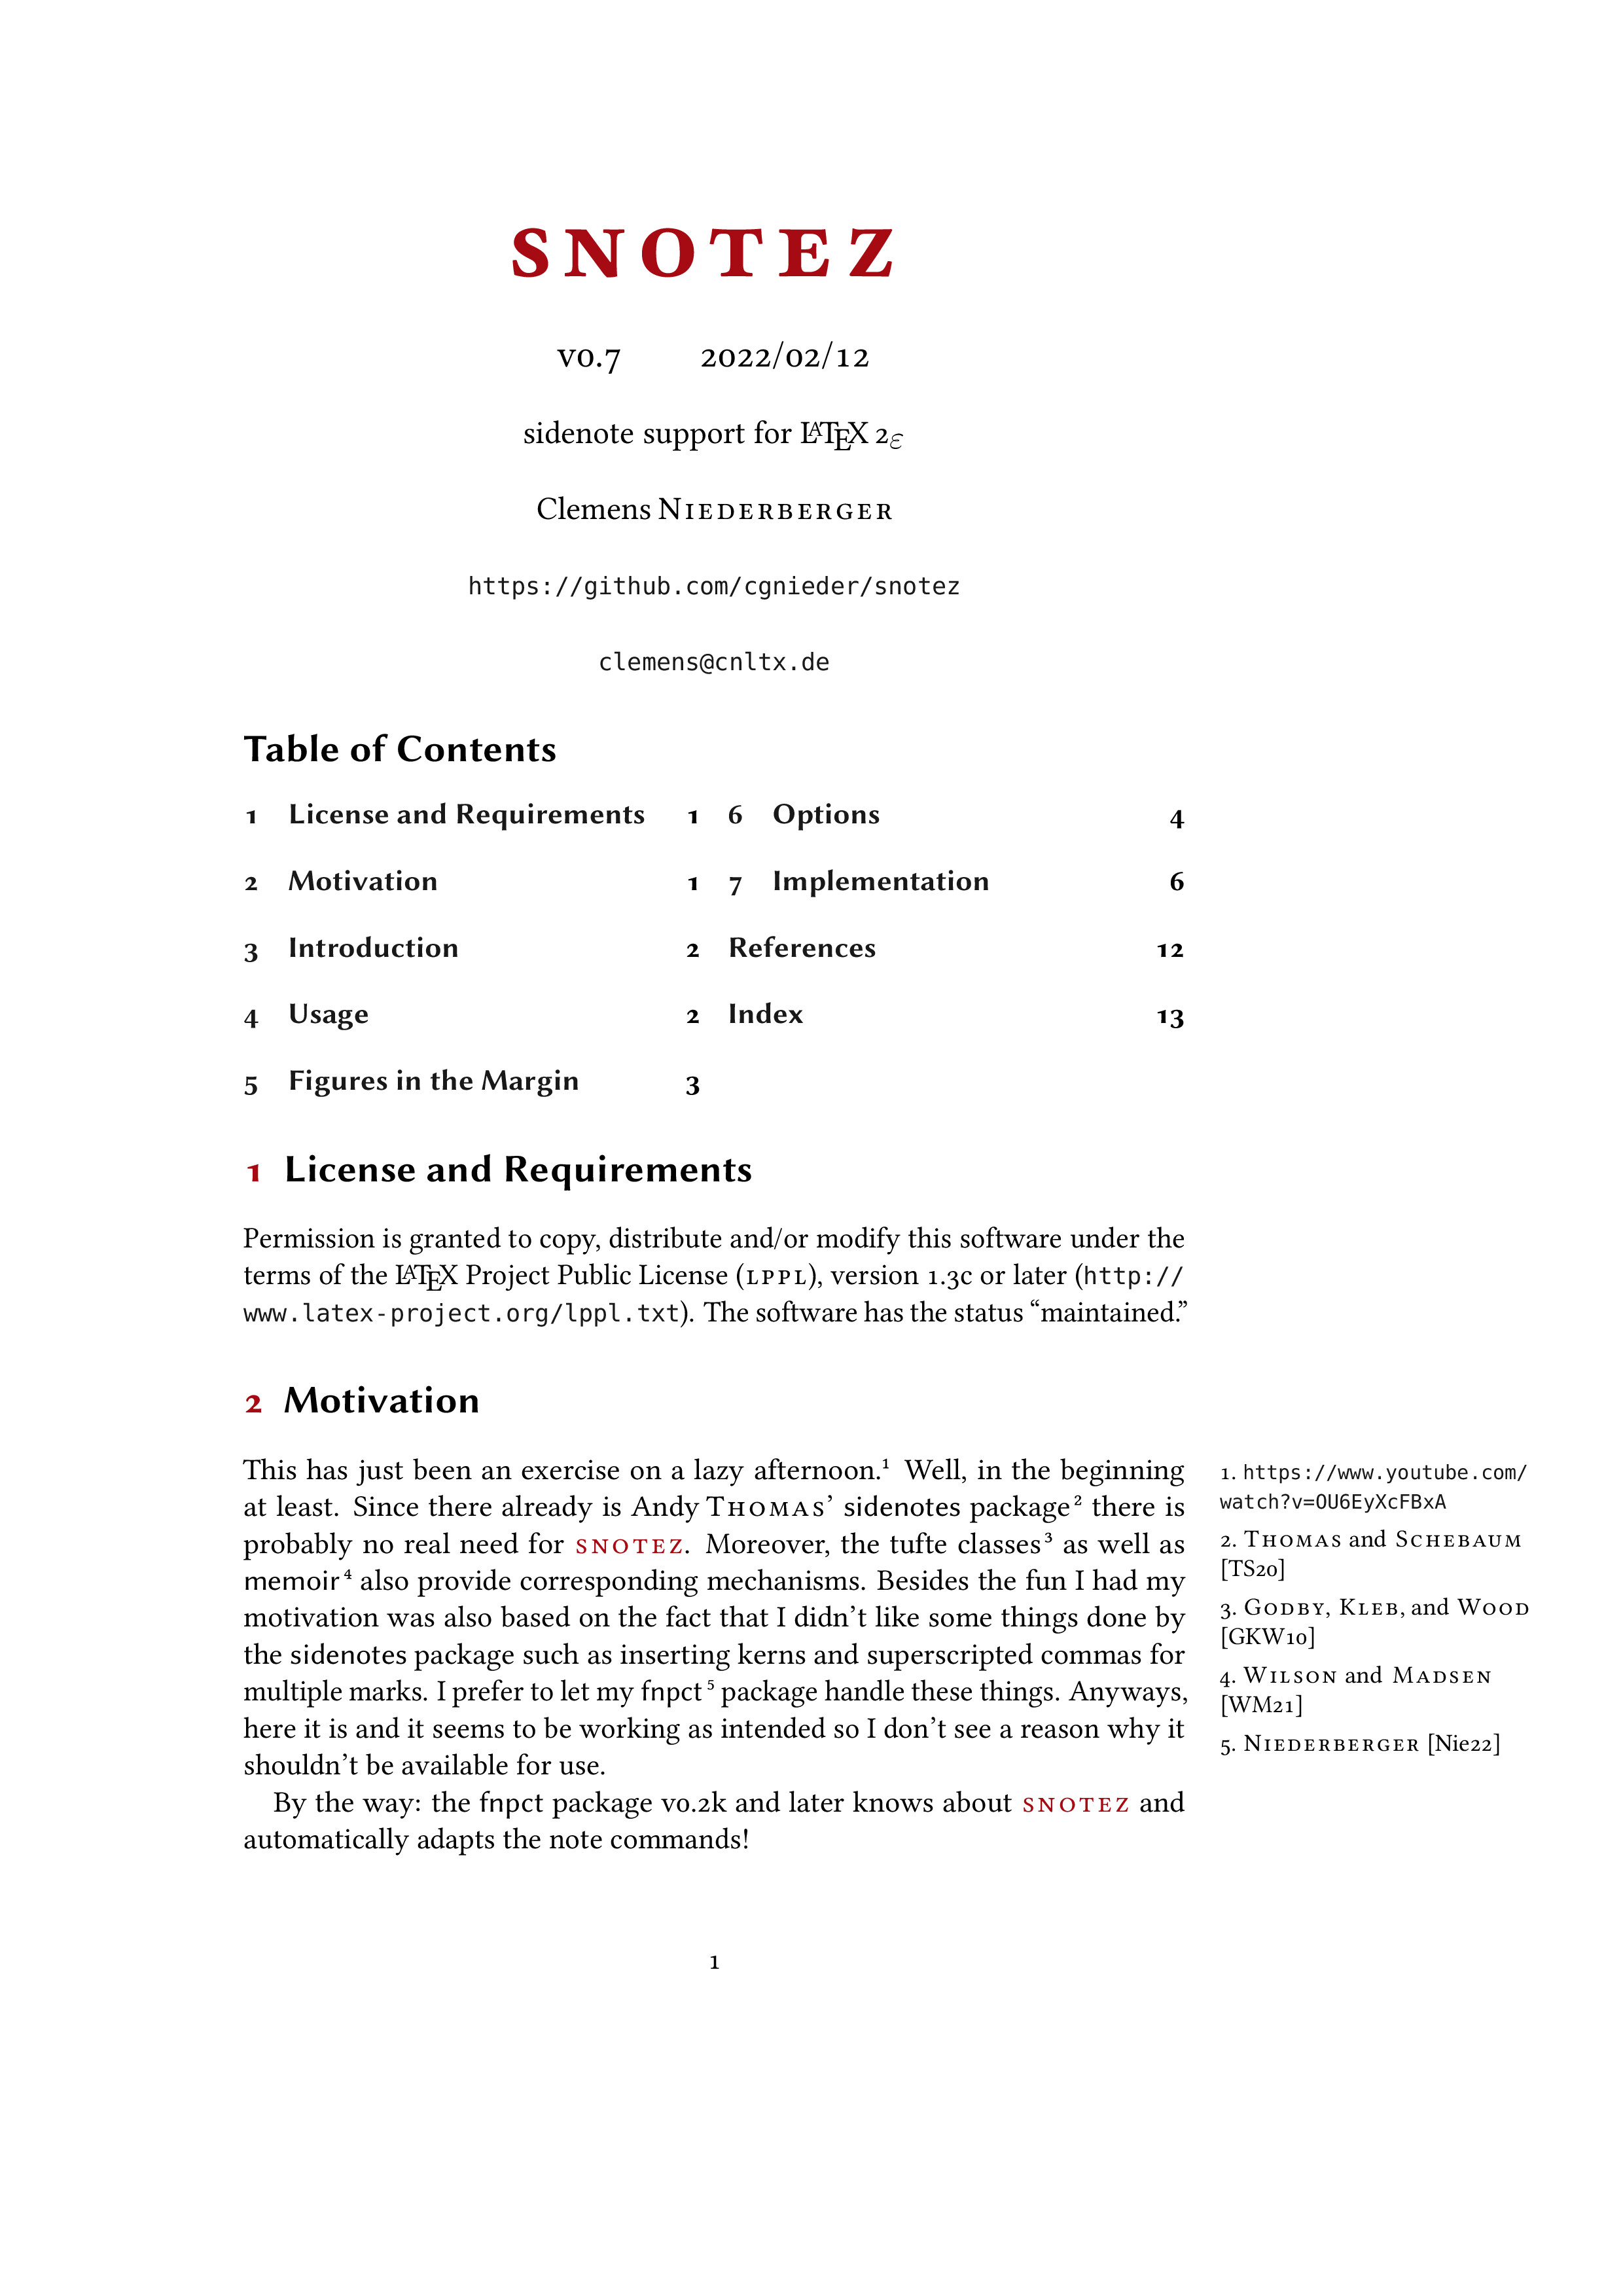 SNOTEZ
v0.7 2022/02/12
sidenote support for LATEX 2ε
Clemens NIEDERBERGER
https://github.com/cgnieder/snotez
clemens@cnltx.de
Table of Contents
1 License and Requirements 1
2 Motivation 1
3 Introduction 2
4 Usage 2
5 Figures in the Margin 3
6 Options 4
7 Implementation 6
References 12
Index 13
1 License and Requirements
Permission is granted to copy, distribute and/or modify this software under the
terms of the LATEX Project Public License (LPPL), version 1.3c or later (http://
www.latex-project.org/lppl.txt). The software has the status “maintained.”
2 Motivation
This has just been an exercise on a lazy afternoon.¹ Well, in the beginning
at least. Since there already is Andy THOMAS’ sidenotes package² there is
probably no real need for SNOTEZ. Moreover, the tufte classes³ as well as
memoir⁴ also provide corresponding mechanisms. Besides the fun I had my
motivation was also based on the fact that I didn’t like some things done by
the sidenotes package such as inserting kerns and superscripted commas for
multiple marks. I prefer to let my fnpct⁵ package handle these things. Anyways,
here it is and it seems to be working as intended so I don’t see a reason why it
shouldn’t be available for use.
By the way: the fnpct package v0.2k and later knows about SNOTEZ and
automatically adapts the note commands!
1. https://www.youtube.com/
watch?v=OU6EyXcFBxA
2. THOMAS and SCHEBAUM
[TS20]
3. GODBY, KLEB, and WOOD
[GKW10]
4. WILSON and MADSEN
[WM21]
5. NIEDERBERGER [Nie22]
1